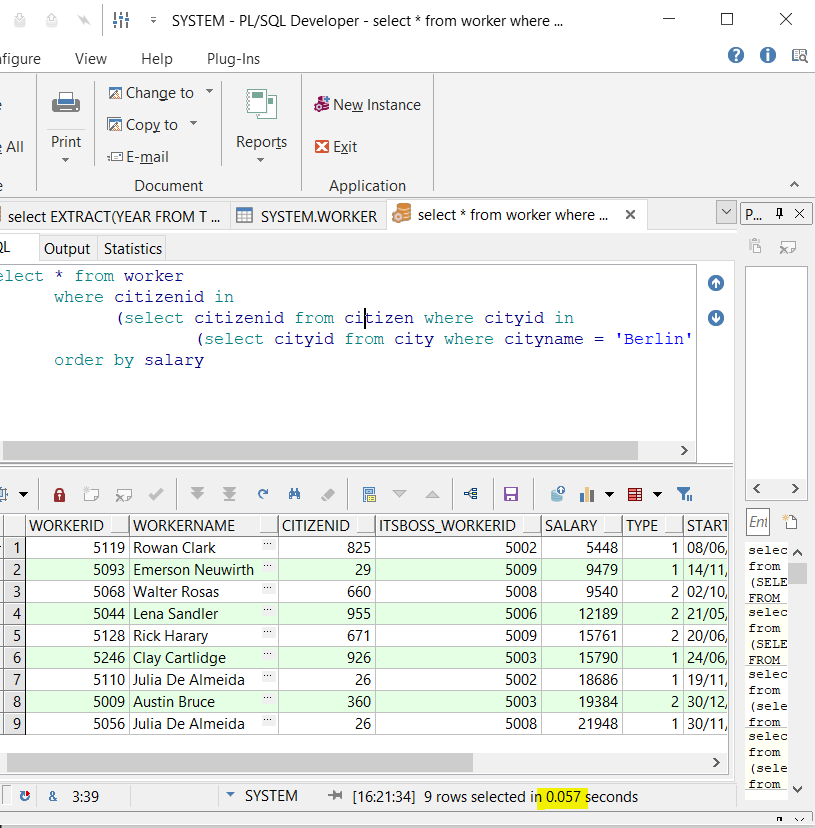 SYSTEM - PL/SQL Developer - select * from worker where ...
figure View Help Plug-Ins
Change to
Copy to
E-mail
Print
All
Reports
New Instance
Exit
Document
Application
select EXTRACT(YEAR FROM T ...
SYSTEM.WORKER
select * from worker where ...
P...
QL Output Statistics
elect * from worker
where citizenid in
(select citizenid from citizen where cityid in
(select cityid from city where cityname = 'Berlin'
order by salary
WORKERID WORKERNAME CITIZENID ITSBOSS_WORKERID SALARY TYPE START
1 5119 Rowan Clark ... 825 5002 5448 1 08/06/
2 5093 Emerson Neuwirth ... 29 5009 9479 1 14/11/
3 5068 Walter Rosas ... 660 5008 9540 2 02/10/
4 5044 Lena Sandler ... 955 5006 12189 2 21/05/
5 5128 Rick Harary ... 671 5009 15761 2 20/06/
6 5246 Clay Cartlidge ... 926 5003 15790 1 24/06/
7 5110 Julia De Almeida ... 26 5002 18686 1 19/11/
8 5009 Austin Bruce ... 360 5003 19384 2 30/12/
9 5056 Julia De Almeida ... 26 5008 21948 1 30/11/
Ent
selec
from
(SELE
FROM
selec
from
(SELE
FROM
selec
from
(sele
from
selec
from
(sele
from
& 3:39 SYSTEM [16:21:34] 9 rows selected in 0.057 seconds